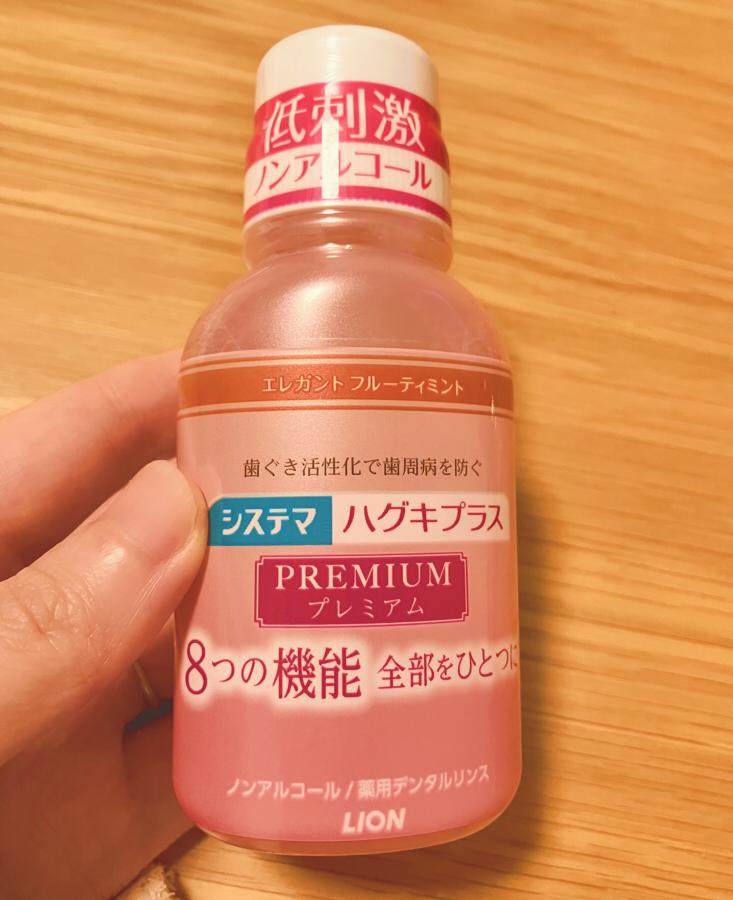 低刺激
ノンアルコール
エレガント フルーティミント
歯ぐき活性化で歯周病を防ぐ
システマ ハグキプラス
PREMIUM
プレミアム
8つの機能 全部をひとつに
ノンアルコール/薬用デンタルリンス
LION